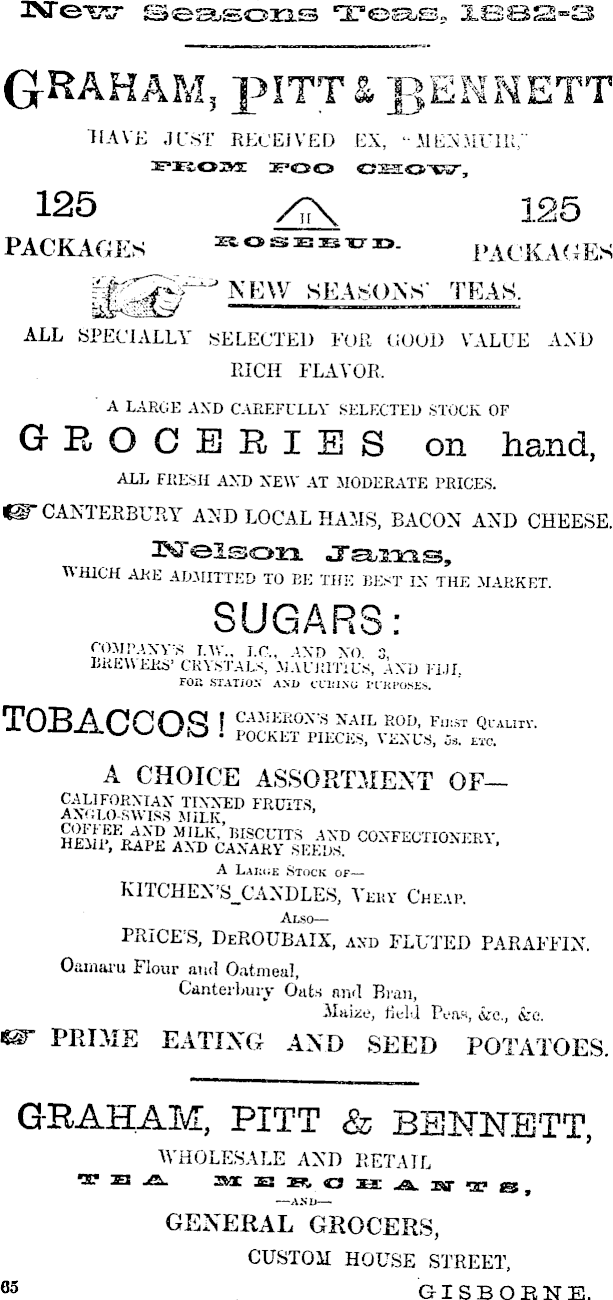 New Seasons Teas, 1882-3
GRAHAM, PITT & BENNETT
HAVE JUST RECEIVED EX, "MENMUIR,"
FROM FOO CHOW,
125 PACKAGES
H
ROSEBUD.
125 PACKAGES
NEW SEASONS' TEAS.
ALL SPECIALLY SELECTED FOR GOOD VALUE AND
RICH FLAVOR.
A LARGE AND CAREFULLY SELECTED STOCK OF
GROCERIES on hand,
ALL FRESH AND NEW AT MODERATE PRICES.
☞ CANTERBURY AND LOCAL HAMS, BACON AND CHEESE.
Nelson Jams,
WHICH ARE ADMITTED TO BE THE BEST IN THE MARKET.
SUGARS:
COMPANY'S I.W., I.C., AND NO. 3,
BREWERS' CRYSTALS, MAURITIUS, AND FIJI,
FOR STATION AND CURING PURPOSES.
TOBACCOS! CAMERON'S NAIL ROD, FIRST QUALITY.
POCKET PIECES, VENUS, 5s. ETC.
A CHOICE ASSORTMENT OF—
CALIFORNIAN TINNED FRUITS,
ANGLO-SWISS MILK,
COFFEE AND MILK, BISCUITS AND CONFECTIONERY,
HEMP, RAPE AND CANARY SEEDS.
A LARGE STOCK OF—
KITCHEN'S CANDLES, VERY CHEAP.
ALSO—
PRICE'S, DEROUBAIX, AND FLUTED PARAFFIN.
Oamaru Flour and Oatmeal,
Canterbury Oats and Bran,
Maize, field Peas, &c., &c.
☞ PRIME EATING AND SEED POTATOES.
GRAHAM, PITT & BENNETT,
WHOLESALE AND RETAIL
TEA MERCHANTS,
—AND—
GENERAL GROCERS,
CUSTOM HOUSE STREET,
65 GISBORNE.